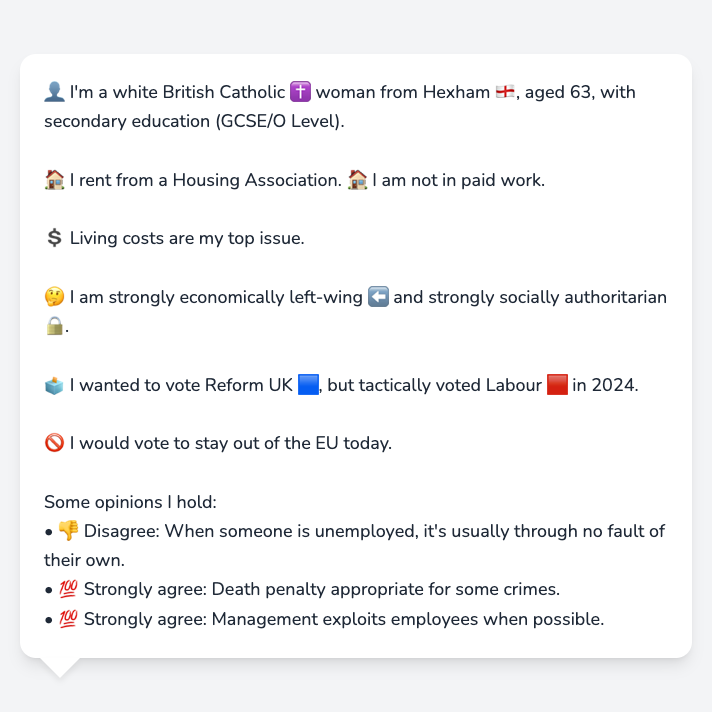 👤 I'm a white British Catholic ✝️ woman from Hexham 🏴󠁧󠁢󠁥󠁮󠁧󠁿, aged 63, with
secondary education (GCSE/O Level).
🏠 I rent from a Housing Association. 🏠 I am not in paid work.
💲 Living costs are my top issue.
🤔 I am strongly economically left-wing ⬅️ and strongly socially authoritarian
🔒.
🗳️ I wanted to vote Reform UK 🟦, but tactically voted Labour 🟥 in 2024.
🚫 I would vote to stay out of the EU today.
Some opinions I hold:
• 👎 Disagree: When someone is unemployed, it's usually through no fault of
their own.
• 💯 Strongly agree: Death penalty appropriate for some crimes.
• 💯 Strongly agree: Management exploits employees when possible.